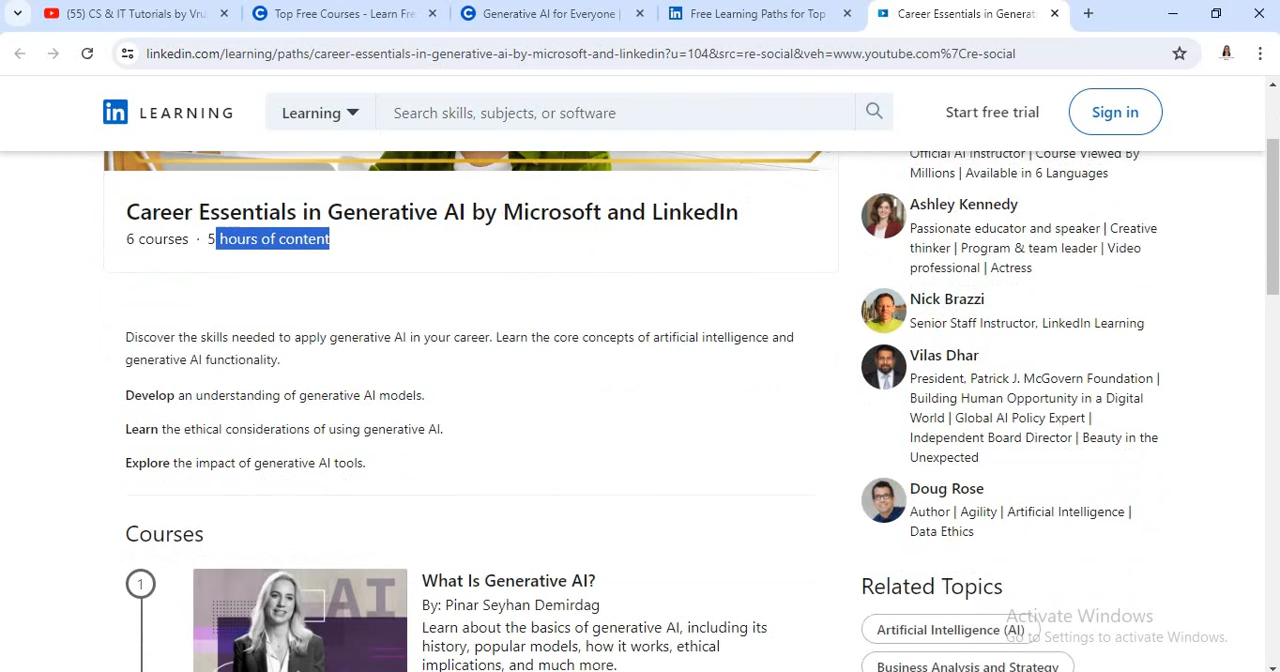 (55) CS & IT Tutorials by Vru
Top Free Courses - Learn Fre
Generative AI for Everyone |
Free Learning Paths for Top
Career Essentials in Generati
linkedin.com/learning/paths/career-essentials-in-generative-ai-by-microsoft-and-linkedin?u=104&src=re-social&veh=www.youtube.com%7Cre-social
in LEARNING
Learning
Search skills, subjects, or software
Start free trial
Sign in
Career Essentials in Generative AI by Microsoft and LinkedIn
6 courses · 5 hours of content
Discover the skills needed to apply generative AI in your career. Learn the core concepts of artificial intelligence and
generative AI functionality.
Develop an understanding of generative AI models.
Learn the ethical considerations of using generative AI.
Explore the impact of generative AI tools.
Courses
1
AI
What Is Generative AI?
By: Pinar Seyhan Demirdag
Learn about the basics of generative AI, including its
history, popular models, how it works, ethical
implications, and much more.
Official AI Instructor | Course Viewed By
Millions | Available in 6 Languages
Ashley Kennedy
Passionate educator and speaker | Creative
thinker | Program & team leader | Video
professional | Actress
Nick Brazzi
Senior Staff Instructor, LinkedIn Learning
Vilas Dhar
President, Patrick J. McGovern Foundation |
Building Human Opportunity in a Digital
World | Global AI Policy Expert |
Independent Board Director | Beauty in the
Unexpected
Doug Rose
Author | Agility | Artificial Intelligence |
Data Ethics
Related Topics
Artificial Intelligence (AI)
Business Analysis and Strategy
Activate Windows
Go to Settings to activate Windows.